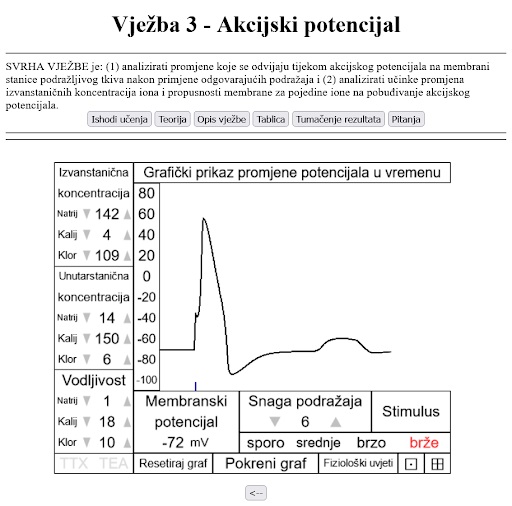 Vježba 3 - Akcijski potencijal
SVRHA VJEŽBE je: (1) analizirati promjene koje se odvijaju tijekom akcijskog potencijala na membrani
stanice podražljivog tkiva nakon primjene odgovarajućih podražaja i (2) analizirati učinke promjena
izvanstaničnih koncentracija iona i propusnosti membrane za pojedine ione na pobuđivanje akcijskog
potencijala.
Ishodi učenja Teorija Opis vježbe Tablica Tumačenje rezultata Pitanja
Izvanstanična
koncentracija
Natrij 142
Kalij 4
Klor 109
Unutarstanična
koncentracija
Natrij 14
Kalij 150
Klor 6
Vodljivost
Natrij 1
Kalij 18
Klor 10
TTX TEA
Grafički prikaz promjene potencijala u vremenu
80
60
40
20
0
-20
-40
-60
-80
-100
Membranski
potencijal
-72 mV
Snaga podražaja
6
Stimulus
sporo srednje brzo brže
Resetiraj graf Pokreni graf Fiziološki uvjeti
<--